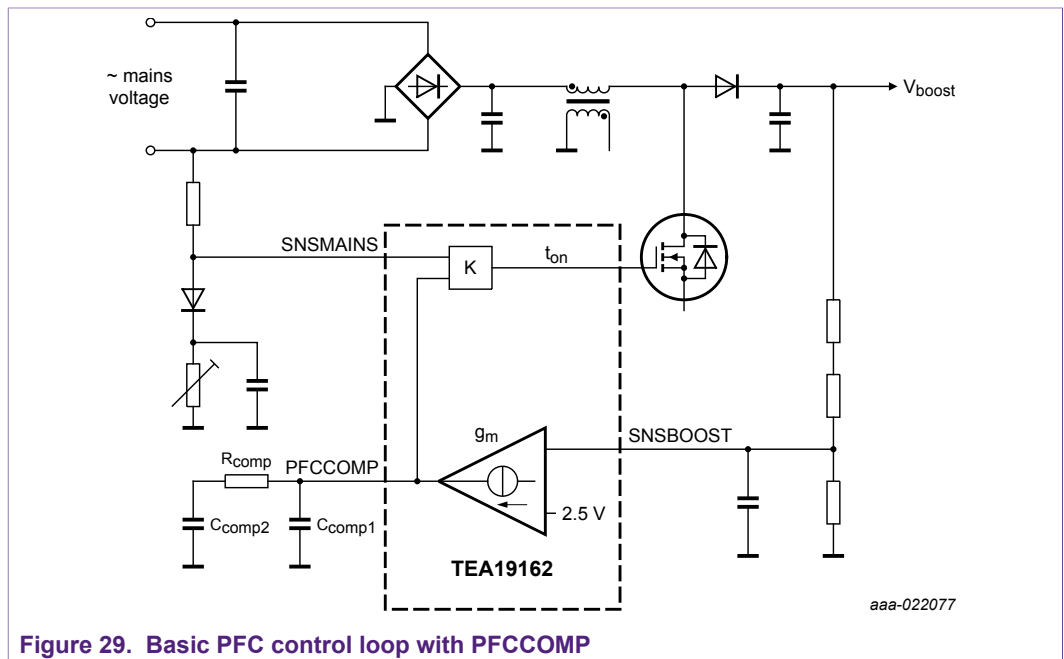 ~ mains
voltage
Vboost
SNSMAINS
K
ton
gm
SNSBOOST
Rcomp
PFCCOMP
2.5 V
Ccomp2
Ccomp1
TEA19162
aaa-022077
Figure 29. Basic PFC control loop with PFCCOMP